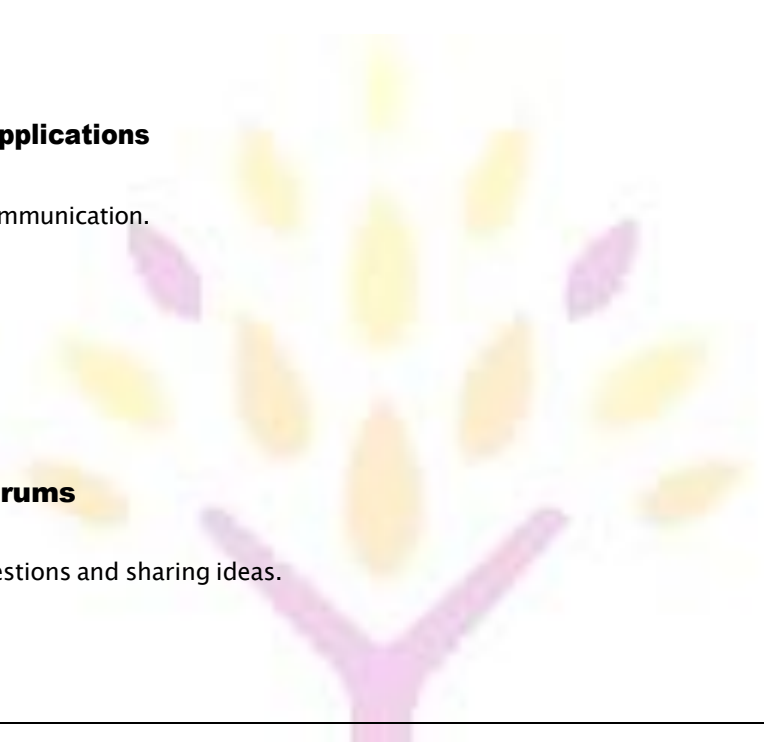 pplications
mmunication.
rums
estions and sharing ideas.